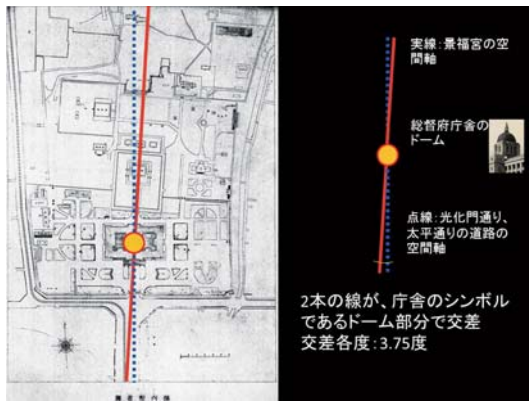 実線：景福宮の空
間軸
総督府庁舎の
ドーム
点線：光化門通り、
太平通りの道路の
空間軸
2本の線が、庁舎のシンボル
であるドーム部分で交差
交差各度：3.75度